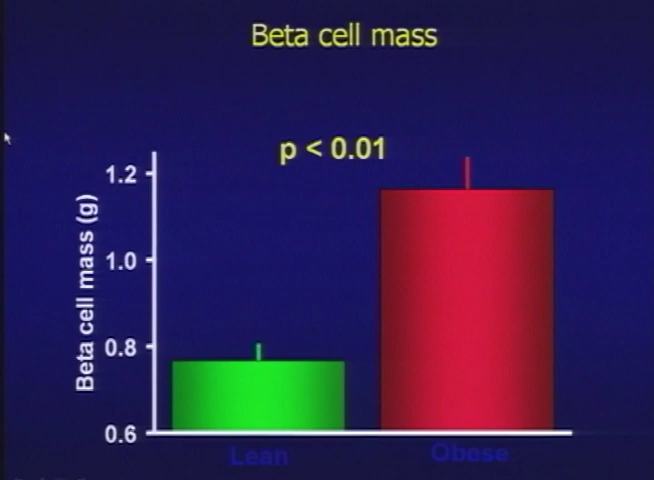 Beta cell mass
p < 0.01
Beta cell mass (g)
1.2
1.0
0.8
0.6
Lean
Obese